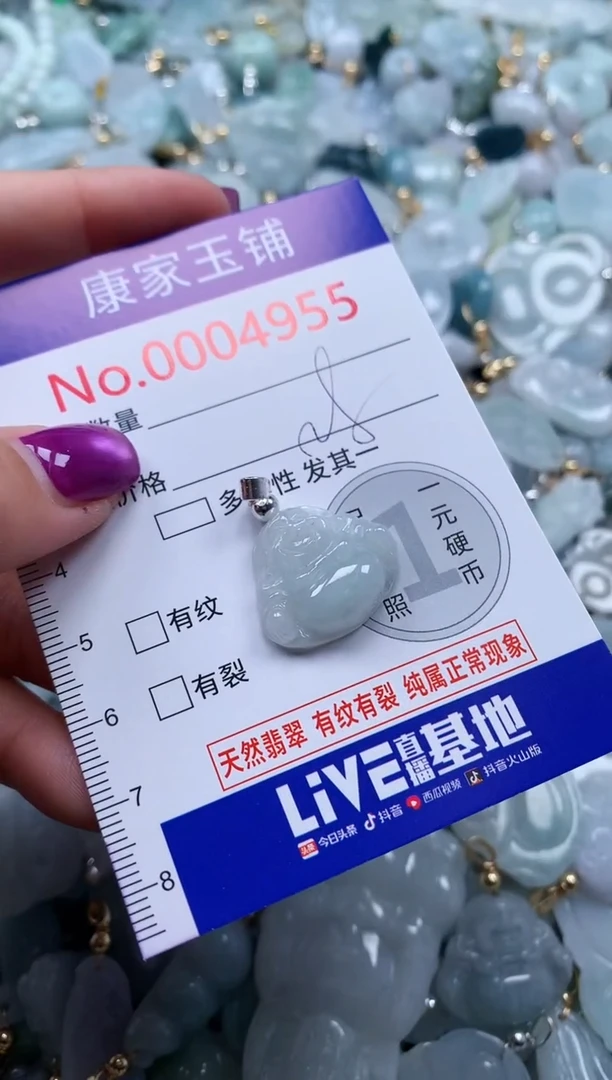 康家玉铺
No.0004955
数量
价格
多 性 发其一
一元硬币
照
1
有纹
有裂
4
5
6
7
8
天然翡翠 有纹有裂 纯属正常现象
LiVE直播基地
头条 今日头条 抖音 西瓜视频 抖音火山版